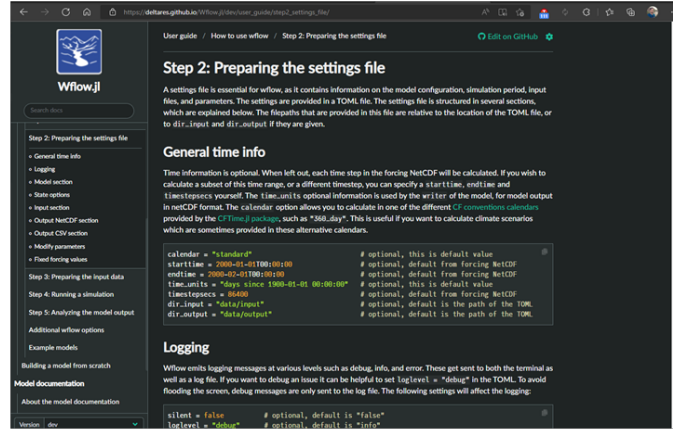 https://deltares.github.io/Wflow.jl/dev/user_guide/step2_settings_file/
Wflow.jl
Search docs
Step 2: Preparing the settings file
General time info
Logging
Model section
State options
Input section
Output NetCDF section
Output CSV section
Modify parameters
Fixed forcing values
Step 3: Preparing the input data
Step 4: Running a simulation
Step 5: Analyzing the model output
Additional wflow options
Example models
Building a model from scratch
Model documentation
About the model documentation
Version dev
User guide / How to use wflow / Step 2: Preparing the settings file
Edit on GitHub
Step 2: Preparing the settings file
A settings file is essential for wflow, as it contains information on the model configuration, simulation period, input
files, and parameters. The settings are provided in a TOML file. The settings file is structured in several sections,
which are explained below. The filepaths that are provided in this file are relative to the location of the TOML file, or
to dir_input and dir_output if they are given.
General time info
Time information is optional. When left out, each time step in the forcing NetCDF will be calculated. If you wish to
calculate a subset of this time range, or a different timestep, you can specify a starttime, endtime and
timestepsecs yourself. The time_units optional information is used by the writer of the model, for model output
in netCDF format. The calendar option allows you to calculate in one of the different CF conventions calendars
provided by the CFTime.jl package, such as "360_day". This is useful if you want to calculate climate scenarios
which are sometimes provided in these alternative calendars.
calendar = "standard" # optional, this is default value
starttime = 2000-01-01T00:00:00 # optional, default from forcing NetCDF
endtime = 2000-02-01T00:00:00 # optional, default from forcing NetCDF
time_units = "days since 1900-01-01 00:00:00" # optional, this is default value
timestepsecs = 86400 # optional, default from forcing NetCDF
dir_input = "data/input" # optional, default is the path of the TOML
dir_output = "data/output" # optional, default is the path of the TOML
Logging
Wflow emits logging messages at various levels such as debug, info, and error. These get sent to both the terminal as
well as a log file. If you want to debug an issue it can be helpful to set loglevel = "debug" in the TOML. To avoid
flooding the screen, debug messages are only sent to the log file. The following settings will affect the logging:
silent = false # optional, default is "false"
loglevel = "debug" # optional, default is "info"